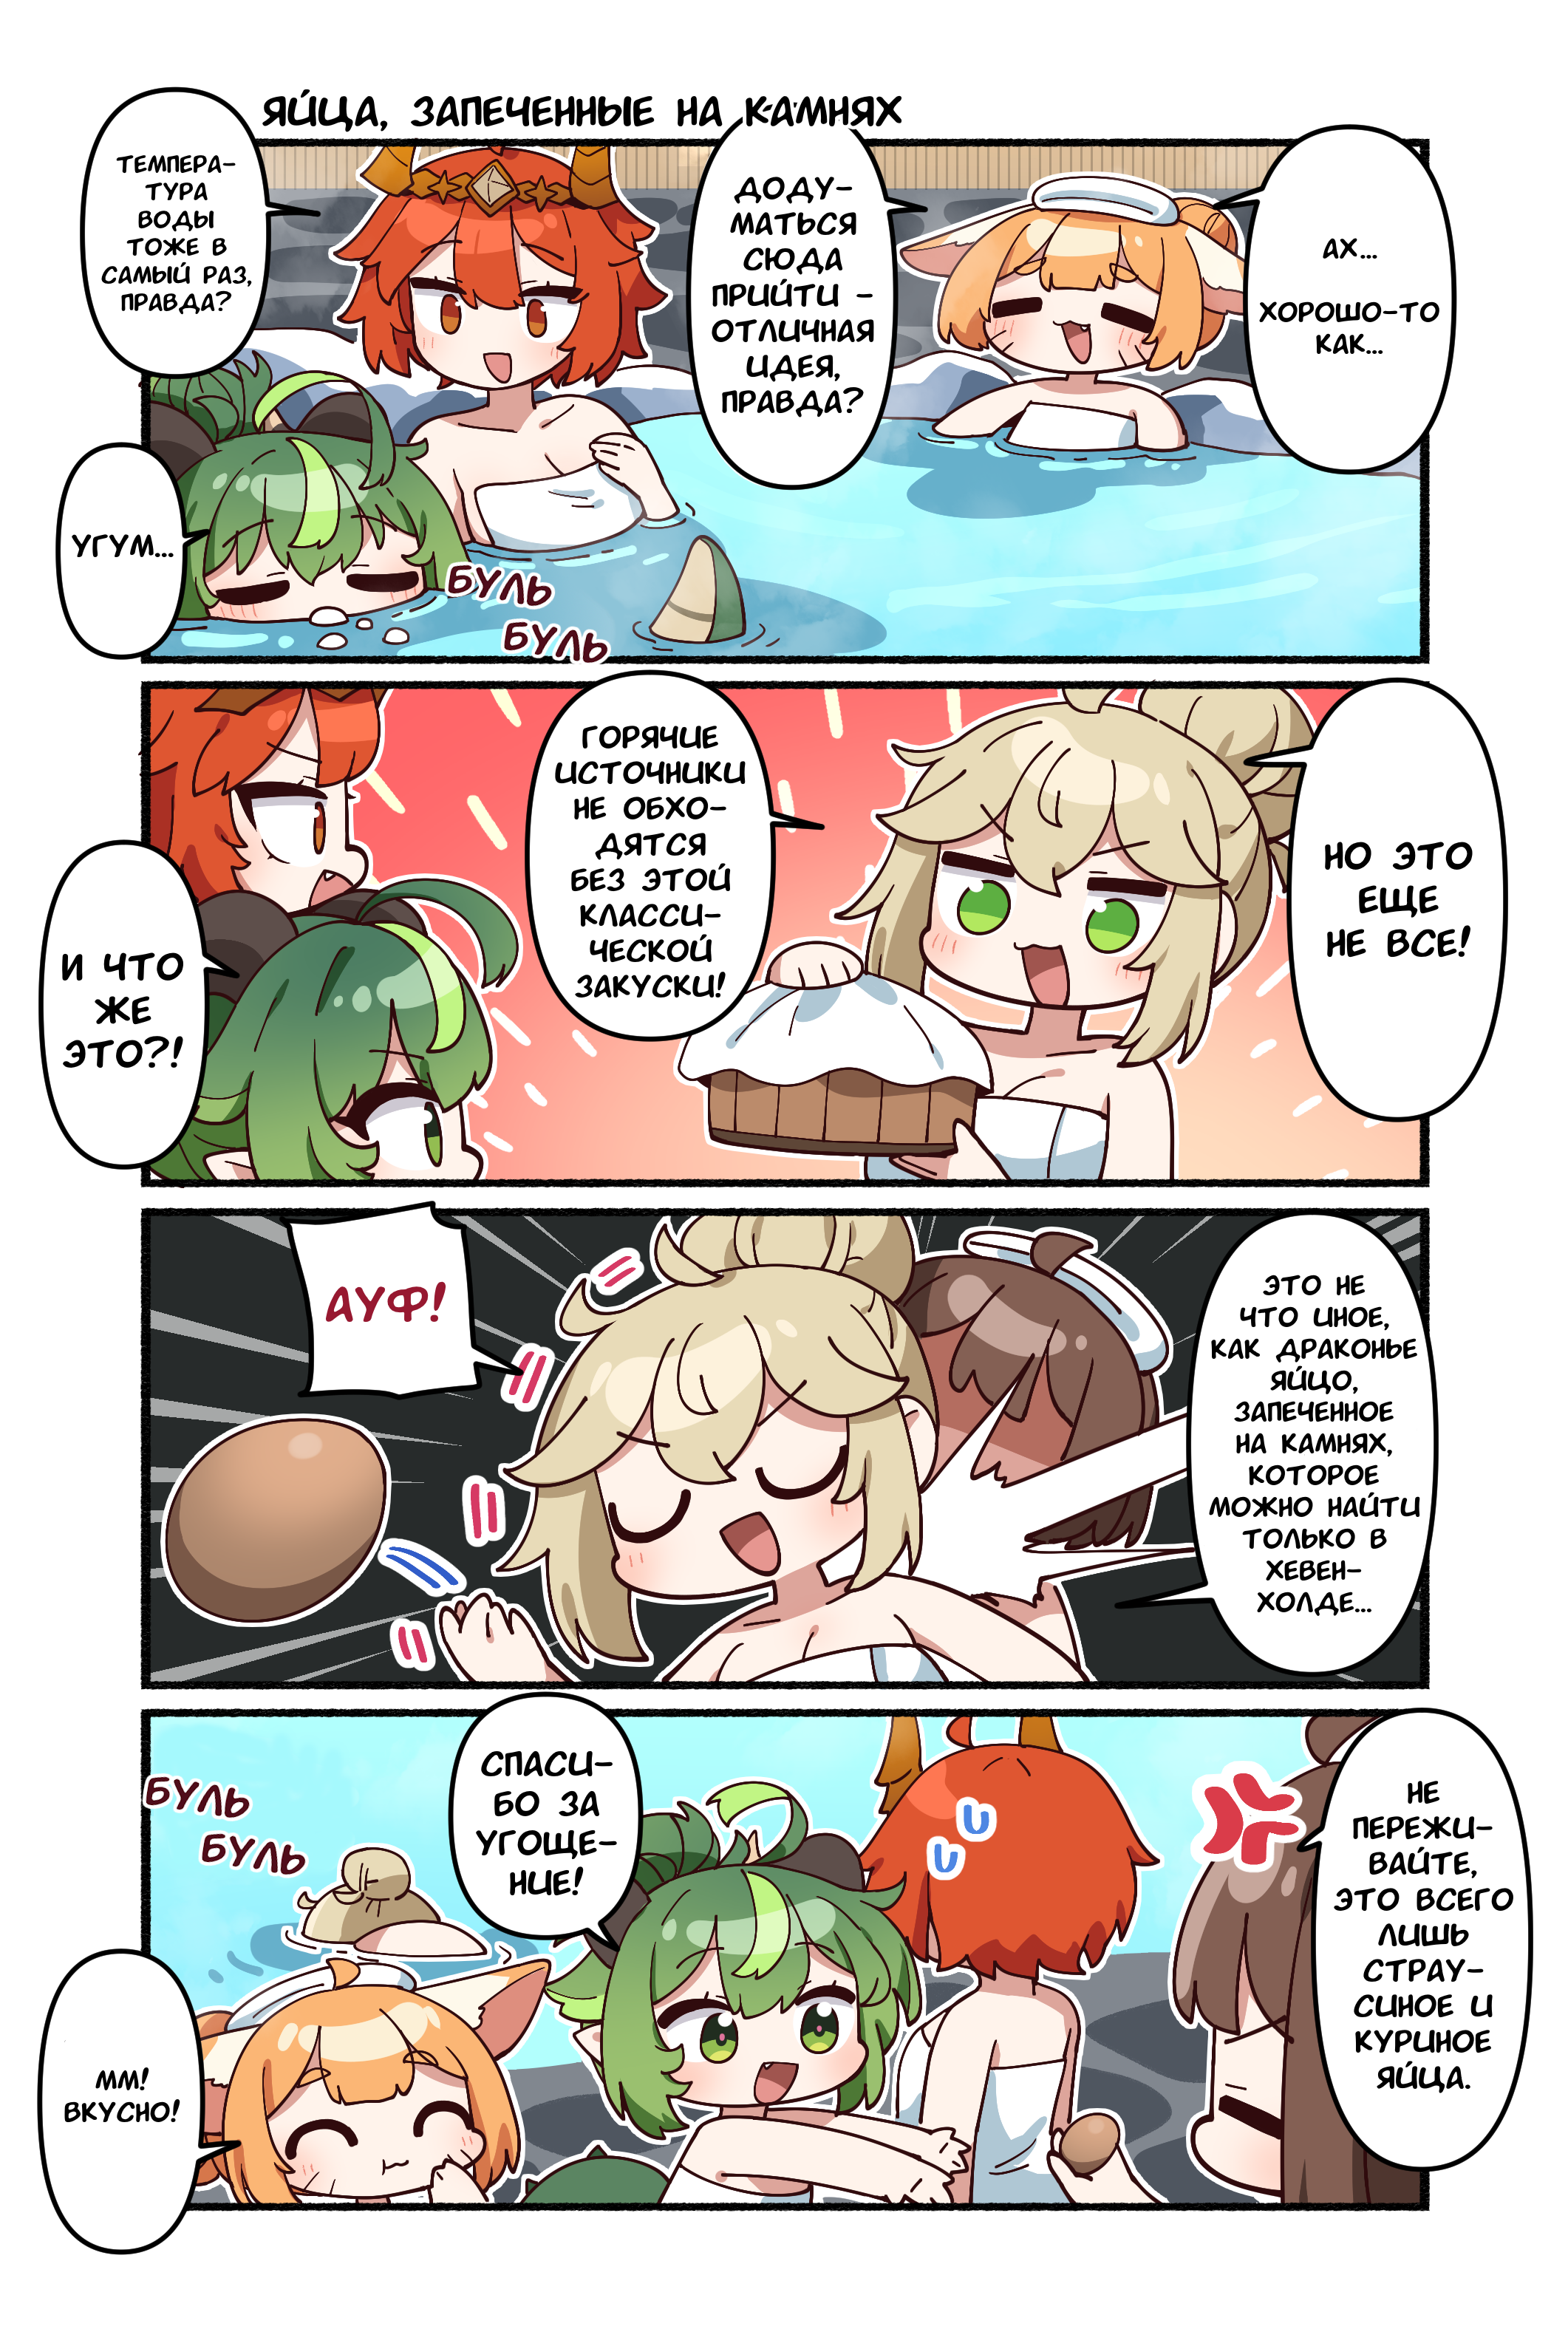 ЯЙЦА, ЗАПЕЧЕННЫЕ НА КАМНЯХ
АХ...
ХОРОШО-ТО
КАК...
ДОДУ-
МАТЬСЯ
СЮДА
ПРИЙТИ -
ОТЛИЧНАЯ
ИДЕЯ,
ПРАВДА?
ТЕМПЕРА-
ТУРА
ВОДЫ
ТОЖЕ В
САМЫЙ РАЗ,
ПРАВДА?
УГУМ...
БУЛЬ
БУЛЬ
НО ЭТО
ЕЩЕ
НЕ ВСЕ!
ГОРЯЧИЕ
ИСТОЧНИКИ
НЕ ОБХО-
ДЯТСЯ
БЕЗ ЭТОЙ
КЛАССИ-
ЧЕСКОЙ
ЗАКУСКИ!
И ЧТО
ЖЕ
ЭТО?!
ЭТО НЕ
ЧТО ИНОЕ,
КАК ДРАКОНЬЕ
ЯЙЦО,
ЗАПЕЧЕННОЕ
НА КАМНЯХ,
КОТОРОЕ
МОЖНО НАЙТИ
ТОЛЬКО В
ХЕВЕН-
ХОЛДЕ...
АУФ!
НЕ
ПЕРЕЖИ-
ВАЙТЕ,
ЭТО ВСЕГО
ЛИШЬ
СТРАУ-
СИНОЕ И
КУРИНОЕ
ЯЙЦА.
СПАСИ-
БО ЗА
УГОЩЕ-
НИЕ!
БУЛЬ
БУЛЬ
ММ!
ВКУСНО!